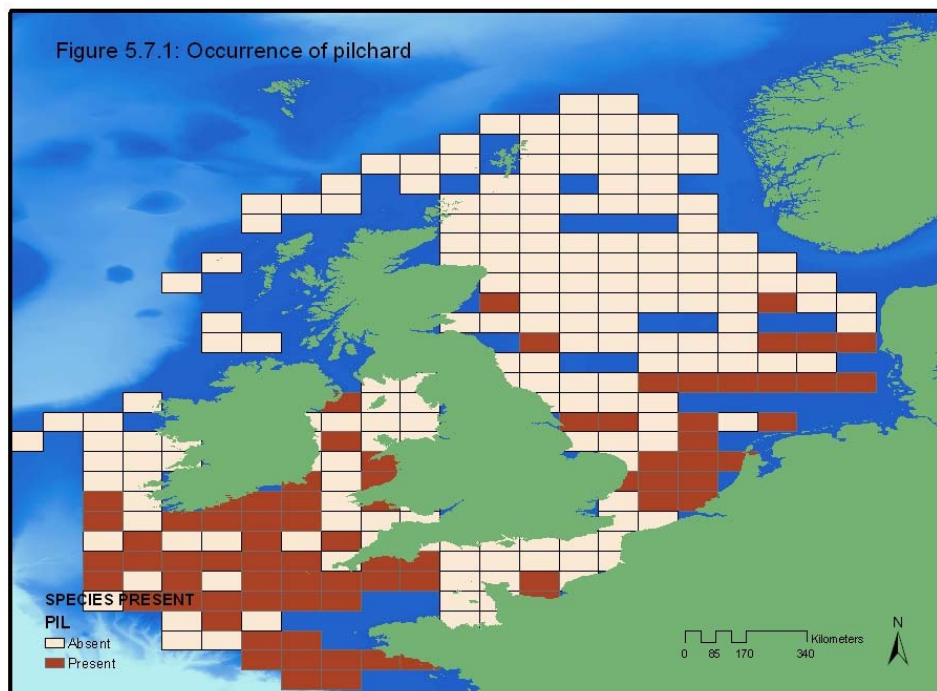 Figure 5.7.1: Occurrence of pilchard
SPECIES PRESENT
PIL
Absent
Present
N
Kilometers
0 85 170 340